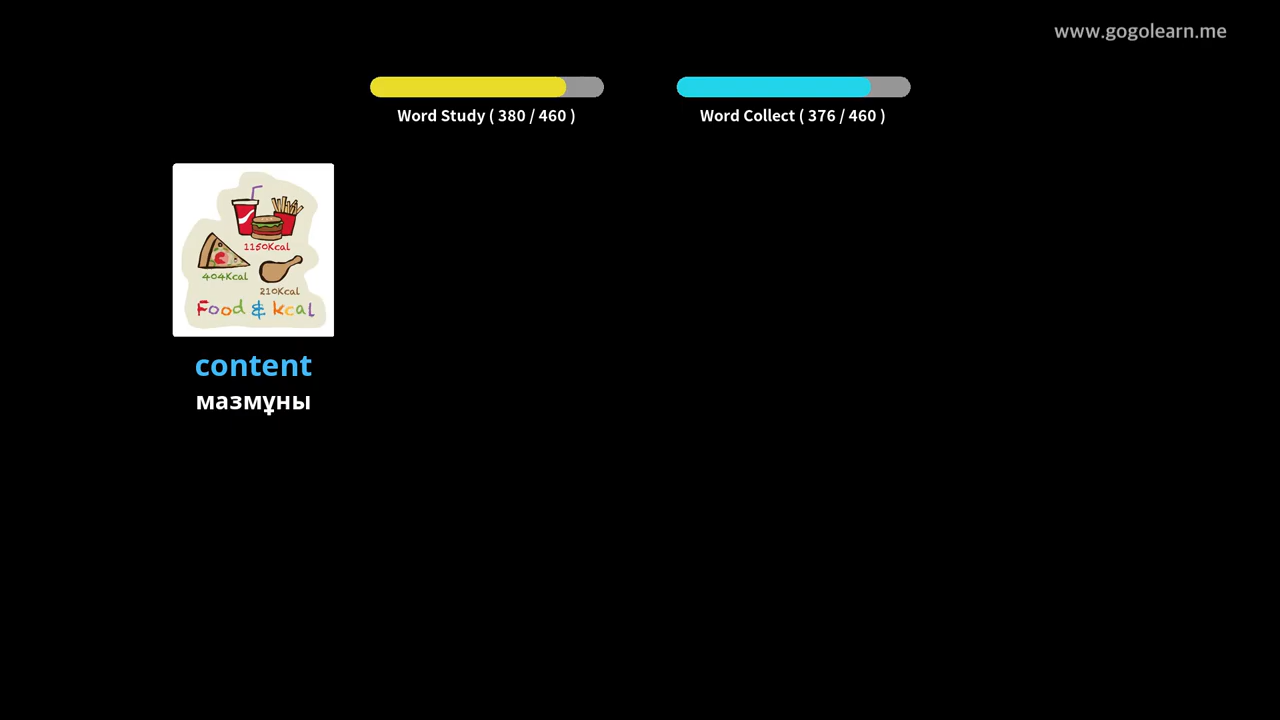 www.gogolearn.me
Word Study ( 380 / 460 )
Word Collect ( 376 / 460 )
1150Kcal
404Kcal
210Kcal
Food & kcal
content
мазмұны